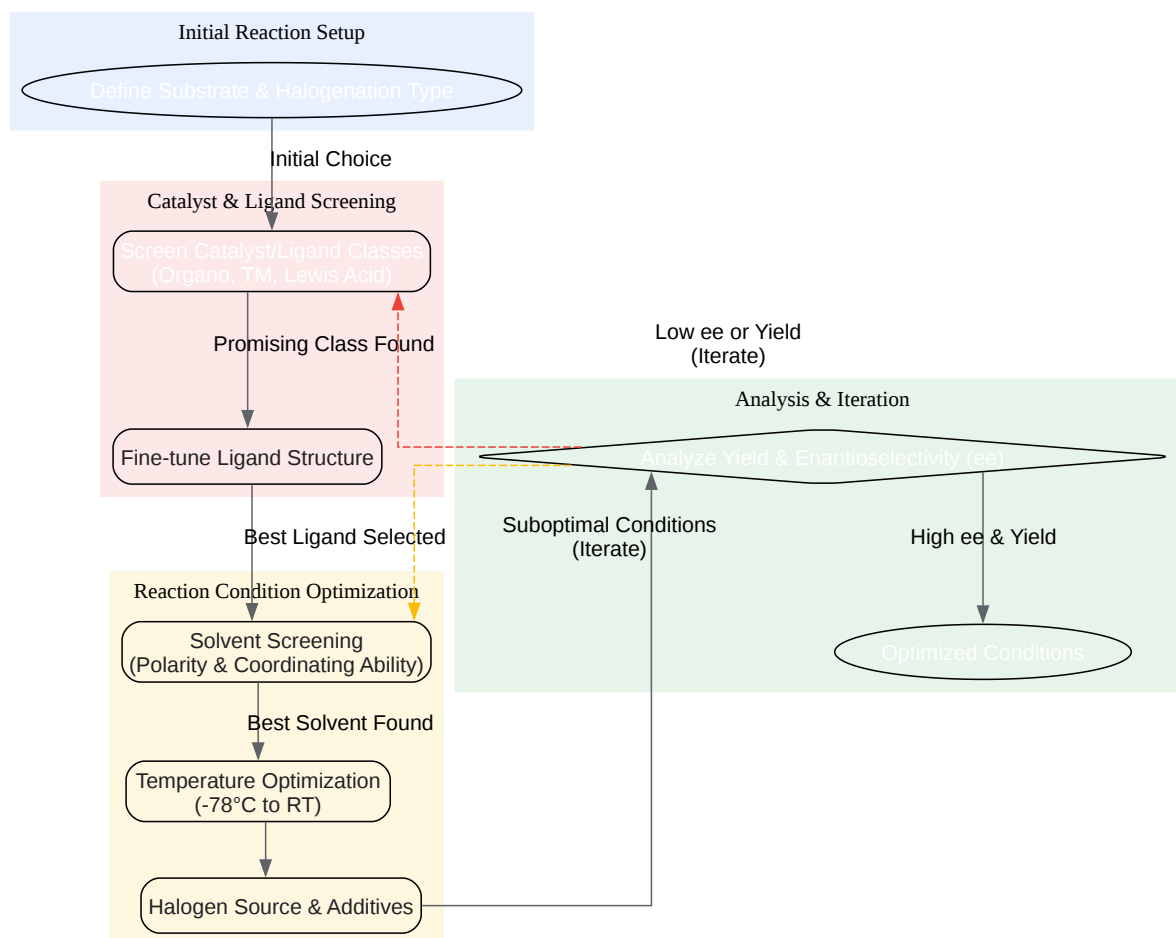 Initial Reaction Setup
Define Substrate & Halogenation Type
Initial Choice
Catalyst & Ligand Screening
Screen Catalyst/Ligand Classes
(Organo, TM, Lewis Acid)
Promising Class Found
Low ee or Yield
(Iterate)
Analysis & Iteration
Fine-tune Ligand Structure
Analyze Yield & Enantioselectivity (ee)
Best Ligand Selected
Suboptimal Conditions
(Iterate)
High ee & Yield
Reaction Condition Optimization
Solvent Screening
(Polarity & Coordinating Ability)
Optimized Conditions
Best Solvent Found
Temperature Optimization
(-78°C to RT)
Halogen Source & Additives